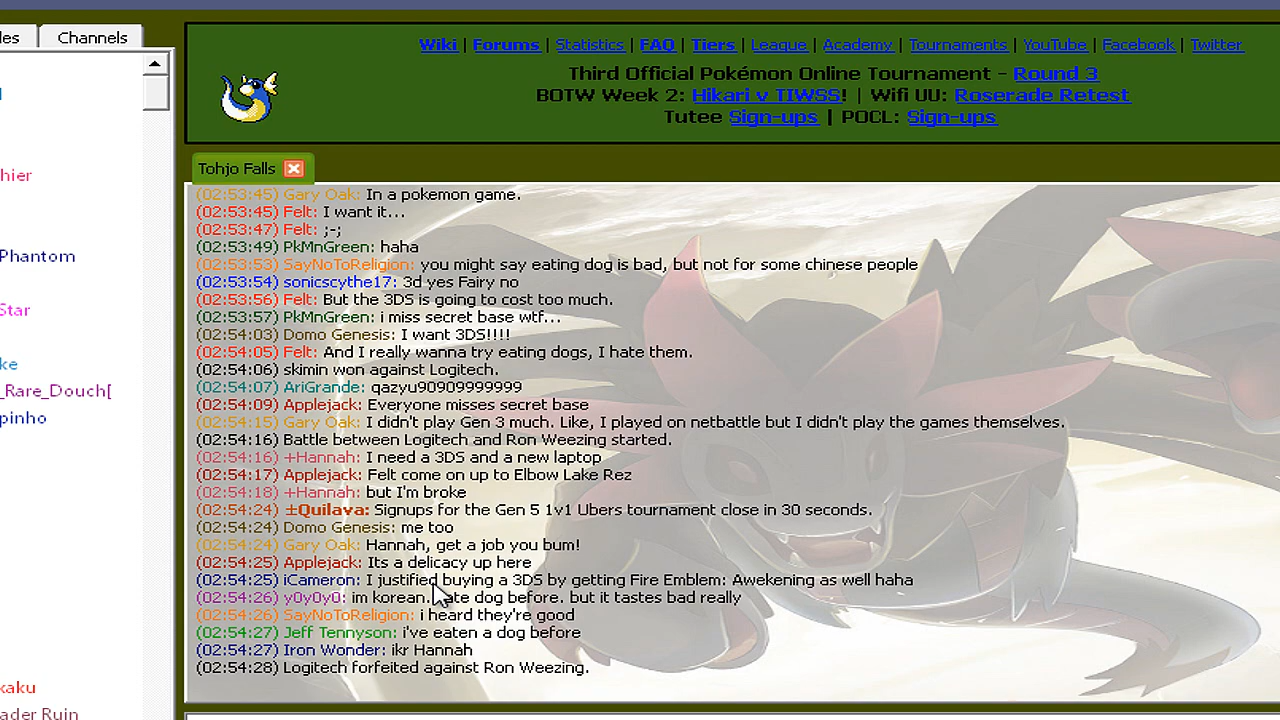 les
Channels
Wiki | Forums | Statistics | FAQ | Tiers | League | Academy | Tournaments | YouTube | Facebook | Twitter
Third Official Pokémon Online Tournament - Round 3
BOTW Week 2: Hikari v TIWSS! | Wifi UU: Roserade Retest
Tutee Sign-ups | POCL: Sign-ups
hier
Phantom
Star
ke
_Rare_Douch[
pinho
kaku
ader Ruin
Tohjo Falls
(02:53:45) Gary Oak: In a pokemon game.
(02:53:45) Felt: I want it...
(02:53:47) Felt: ;-;
(02:53:49) PkMnGreen: haha
(02:53:53) SayNoToReligion: you might say eating dog is bad, but not for some chinese people
(02:53:54) sonicscythe17: 3d yes Fairy no
(02:53:56) Felt: But the 3DS is going to cost too much.
(02:53:57) PkMnGreen: i miss secret base wtf...
(02:54:03) Domo Genesis: I want 3DS!!!!
(02:54:05) Felt: And I really wanna try eating dogs, I hate them.
(02:54:06) skimin won against Logitech.
(02:54:07) AriGrande: qazyu90909999999
(02:54:09) Applejack: Everyone misses secret base
(02:54:15) Gary Oak: I didn't play Gen 3 much. Like, I played on netbattle but I didn't play the games themselves.
(02:54:16) Battle between Logitech and Ron Weezing started.
(02:54:16) +Hannah: I need a 3DS and a new laptop
(02:54:17) Applejack: Felt come on up to Elbow Lake Rez
(02:54:18) +Hannah: but I'm broke
(02:54:24) ±Quilava: Signups for the Gen 5 1v1 Ubers tournament close in 30 seconds.
(02:54:24) Domo Genesis: me too
(02:54:24) Gary Oak: Hannah, get a job you bum!
(02:54:25) Applejack: Its a delicacy up here
(02:54:25) iCameron: I justified buying a 3DS by getting Fire Emblem: Awekening as well haha
(02:54:26) y0y0y0: im korean. ate dog before. but it tastes bad really
(02:54:26) SayNoToReligion: i heard they're good
(02:54:27) Jeff Tennyson: i've eaten a dog before
(02:54:27) Iron Wonder: ikr Hannah
(02:54:28) Logitech forfeited against Ron Weezing.